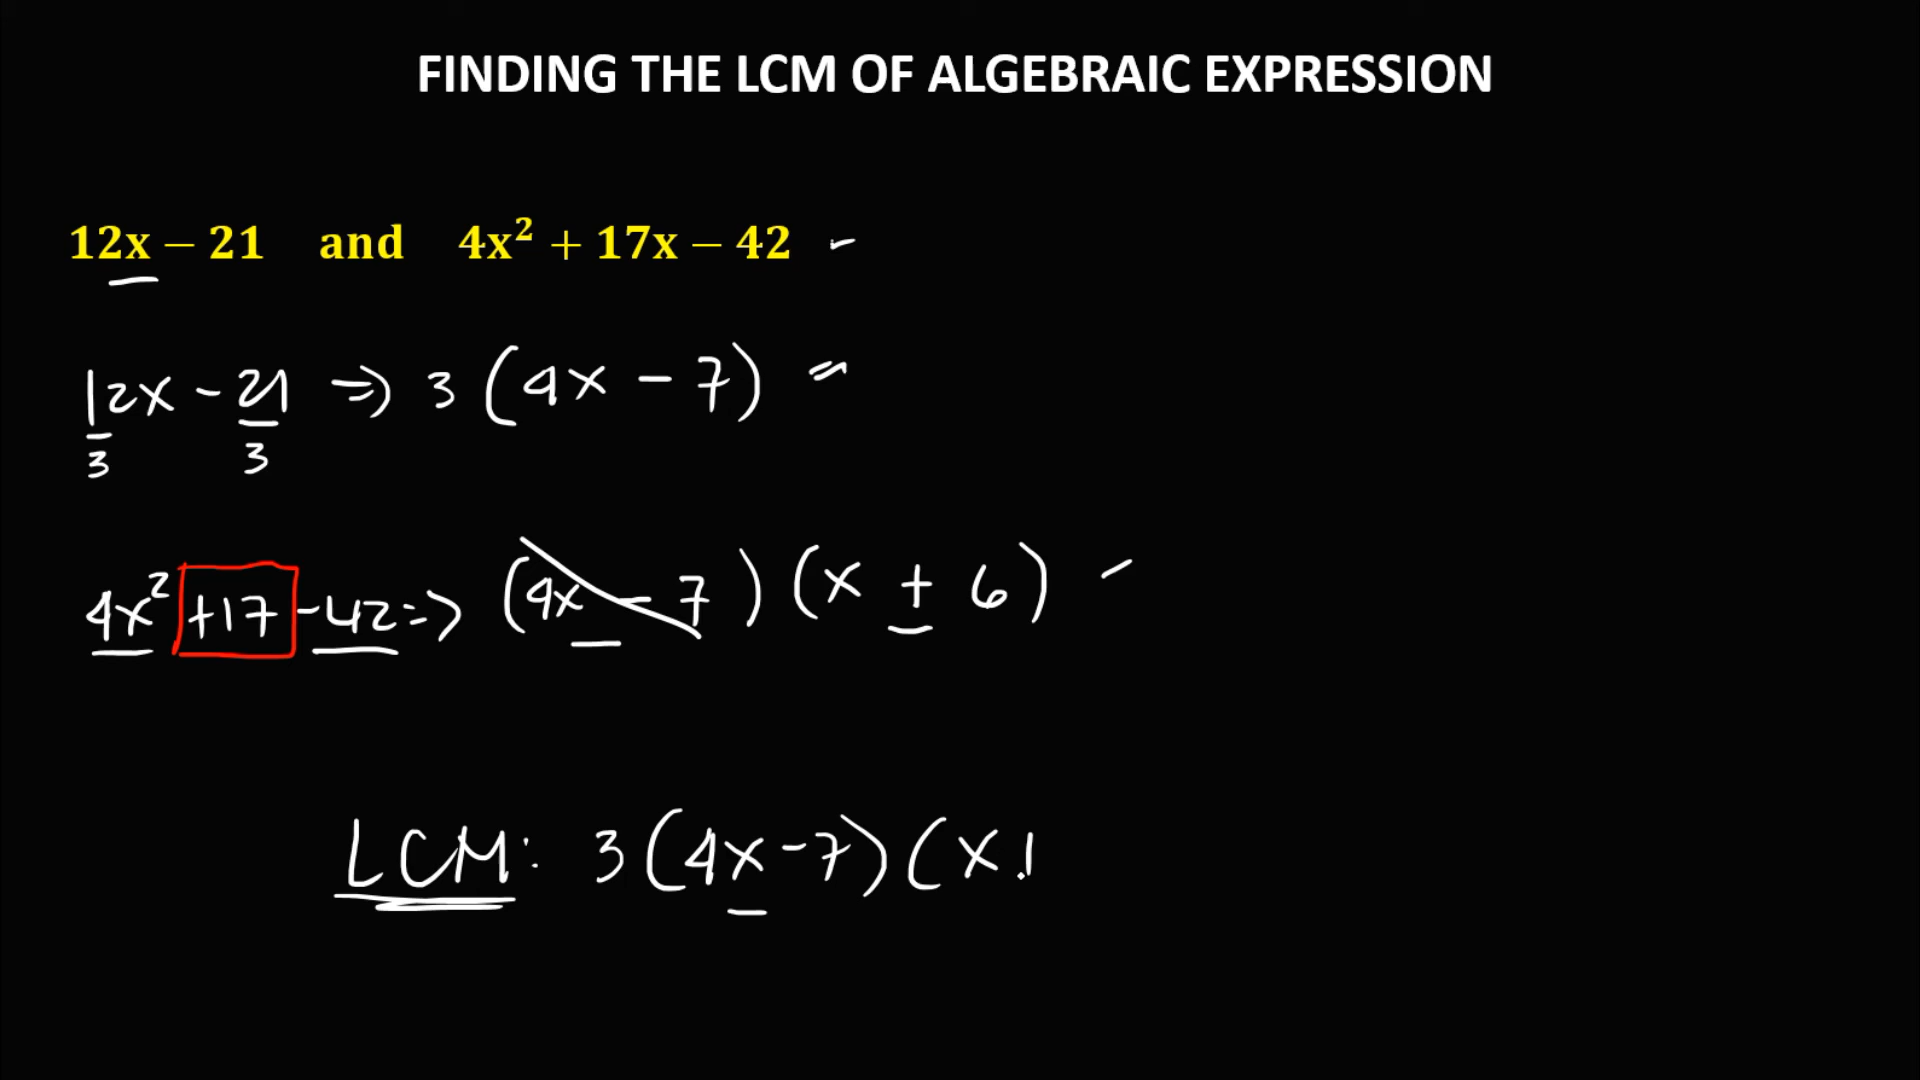 FINDING THE LCM OF ALGEBRAIC EXPRESSION
12x − 21 and 4x² + 17x − 42
12x - 21 => 3 (4x - 7)
3 3
4x² +17 -42 => (4x - 7) (x + 6)
LCM: 3(4x-7)(x